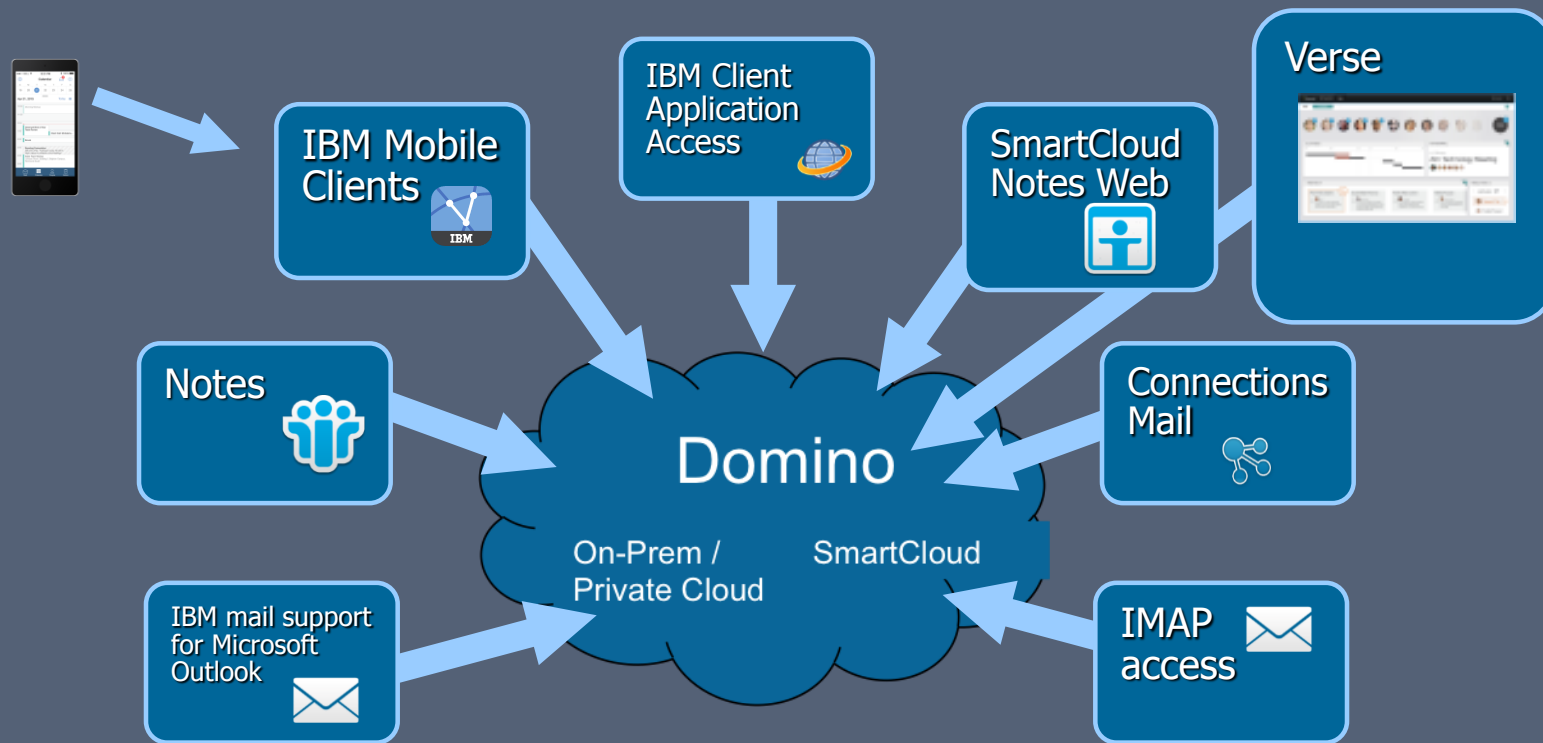 IBM Mobile
Clients
IBM
IBM Client
Application
Access
SmartCloud
Notes Web
Verse
Notes
Connections
Mail
Domino
On-Prem /
Private Cloud
SmartCloud
IBM mail support
for Microsoft
Outlook
IMAP
access